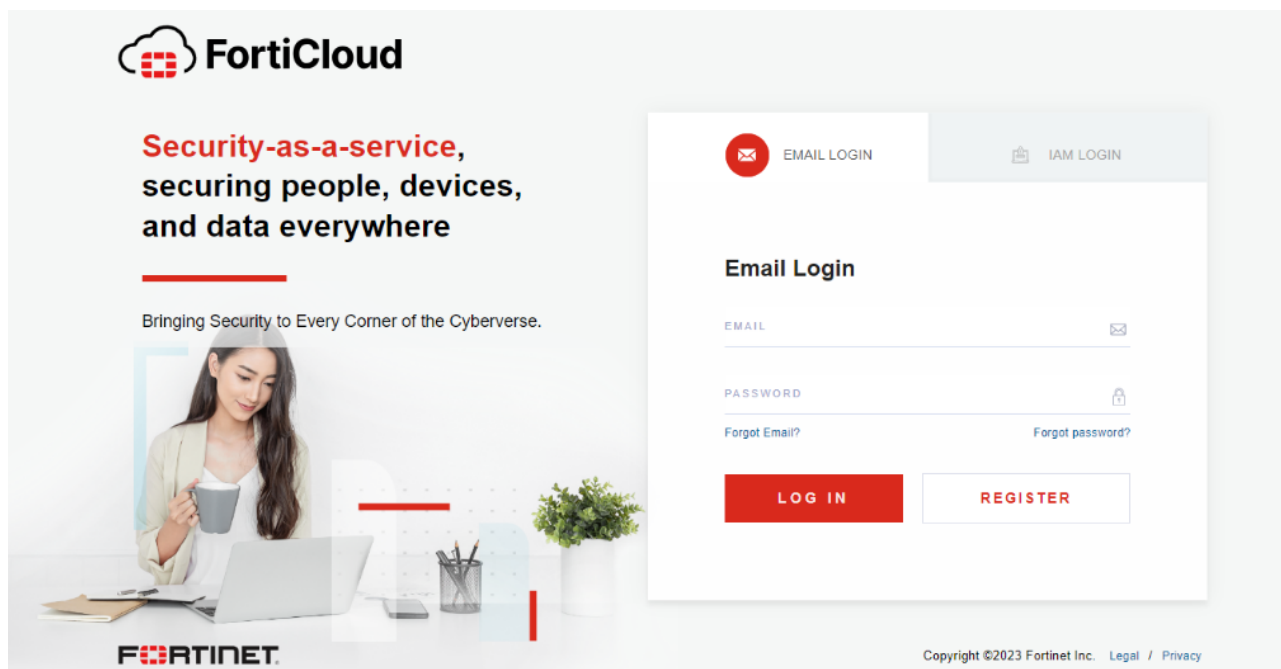 FortiCloud
Security-as-a-service,
securing people, devices,
and data everywhere
Bringing Security to Every Corner of the Cyberverse.
EMAIL LOGIN
IAM LOGIN
Email Login
EMAIL
PASSWORD
Forgot Email?
Forgot password?
LOG IN
REGISTER
FORTINET
Copyright ©2023 Fortinet Inc. Legal / Privacy